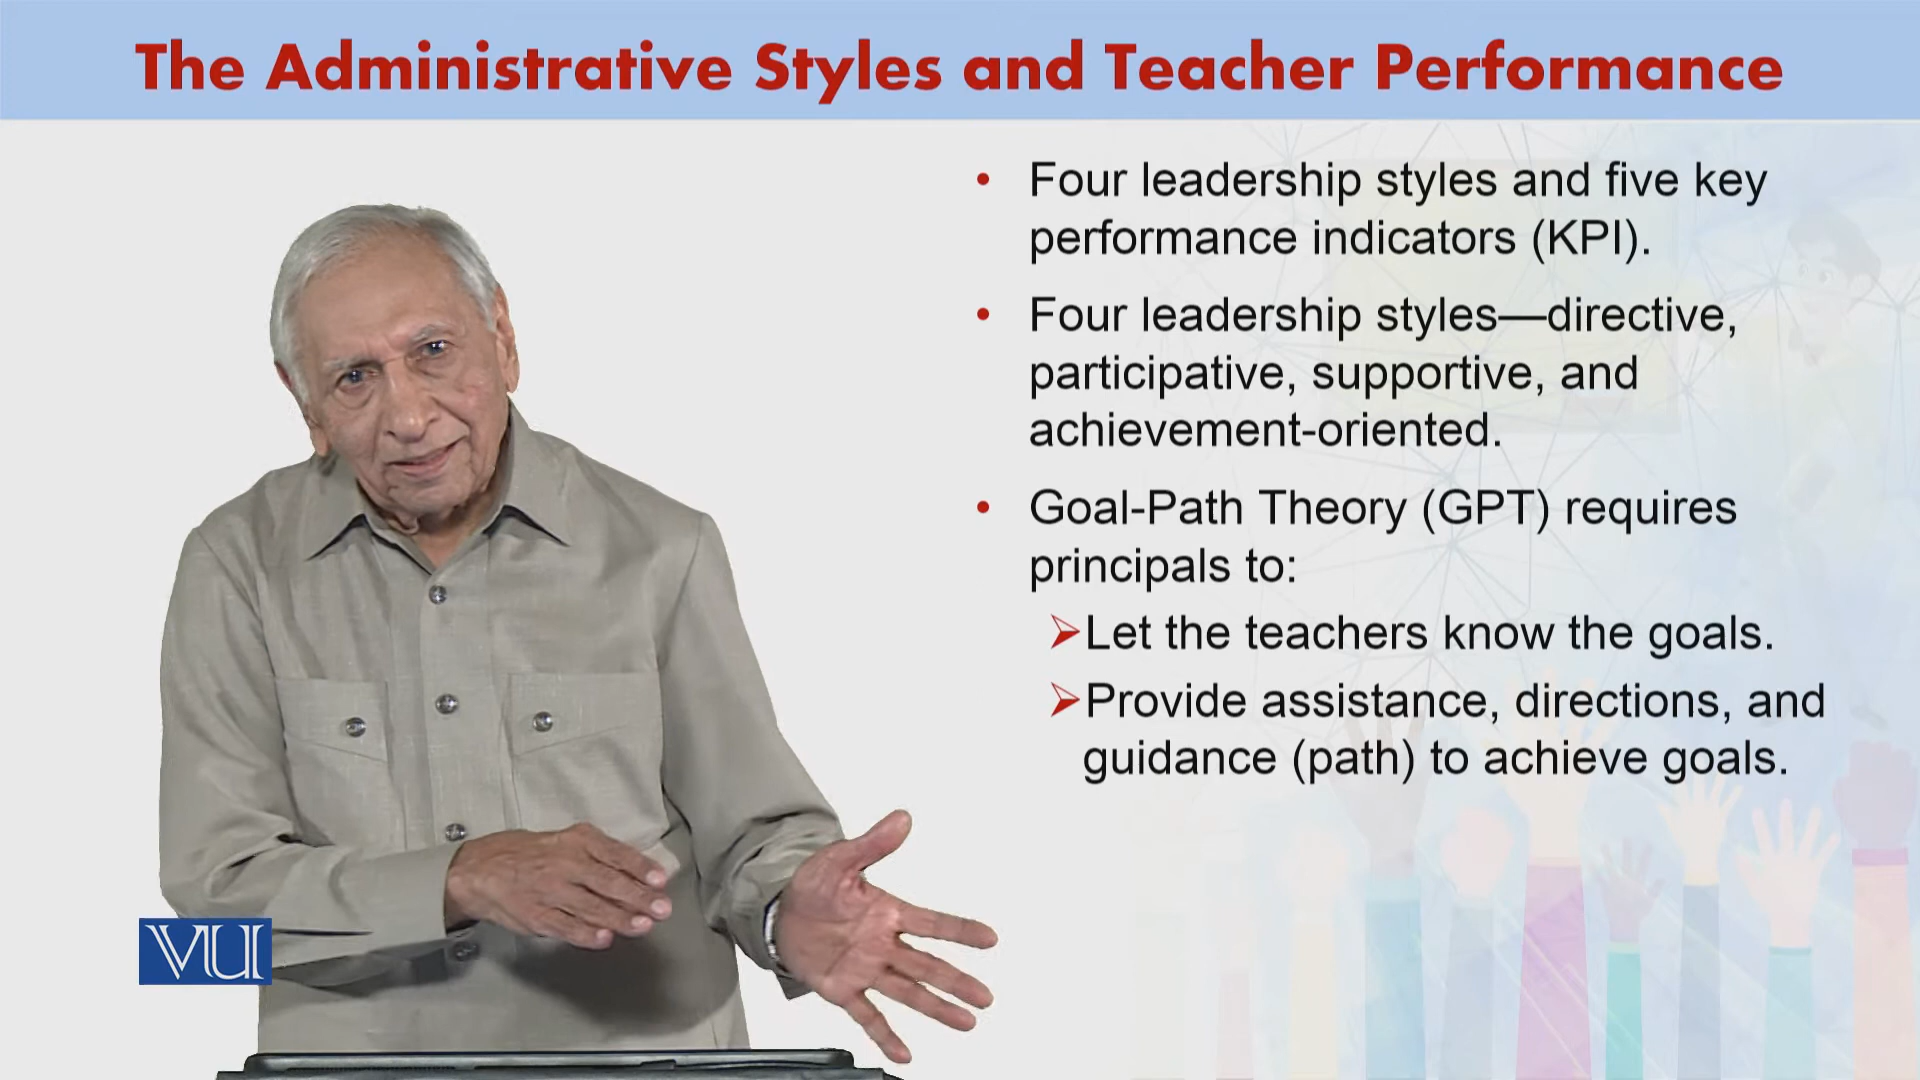 The Administrative Styles and Teacher Performance
• Four leadership styles and five key
performance indicators (KPI).
• Four leadership styles—directive,
participative, supportive, and
achievement-oriented.
• Goal-Path Theory (GPT) requires
principals to:
➢Let the teachers know the goals.
➢Provide assistance, directions, and
guidance (path) to achieve goals.
VU